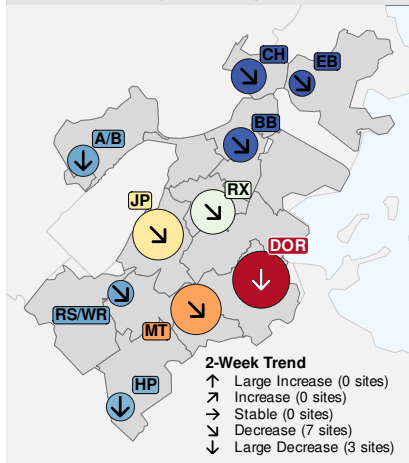 CH
EB
BB
A/B
RX
JP
DOR
RS/WR
MT
HP
2-Week Trend
↑ Large Increase (0 sites)
↗ Increase (0 sites)
→ Stable (0 sites)
↘ Decrease (7 sites)
↓ Large Decrease (3 sites)